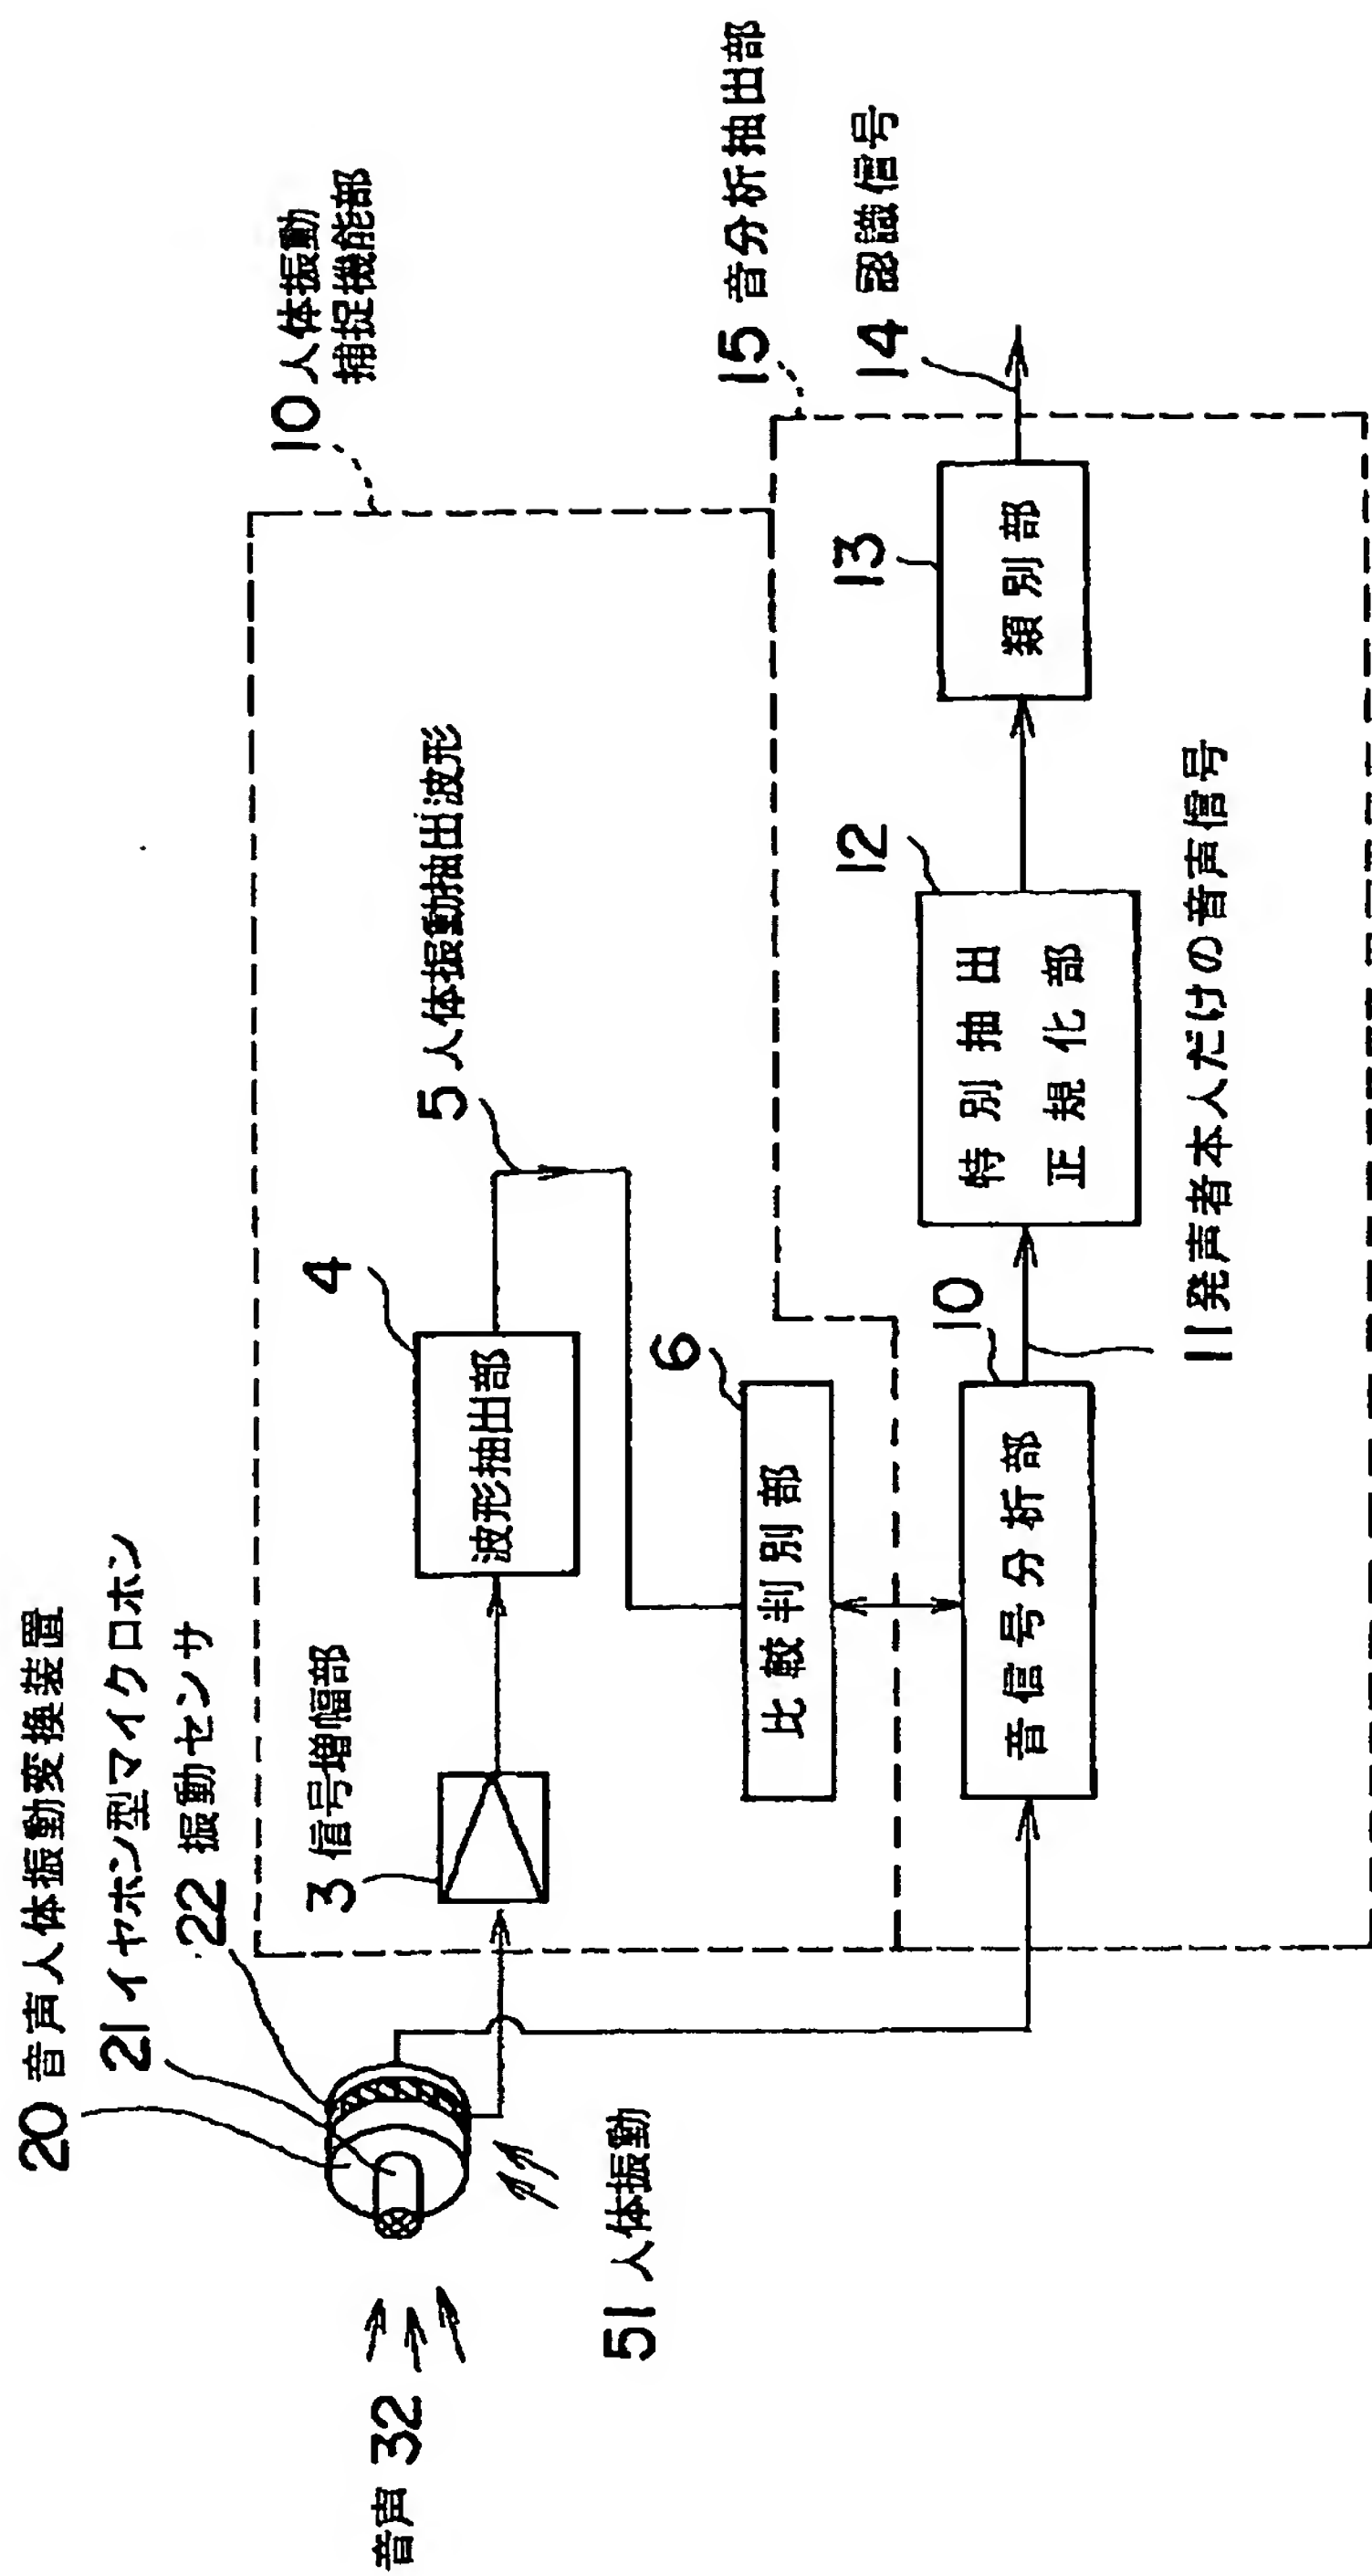 20 音声人体振動変換装置
21 イヤホン型マイクロホン
22 振動センサ
3 信号増幅部
4
波形抽出部
5 人体振動抽出波形
10 人体振動
捕捉機能部
音声 32
51 人体振動
6
比較判別部
10
音信号分析部
11 発声者本人だけの音声信号
12
特別抽出
正規化部
13
類別部
15 音分析抽出部
14 認識信号